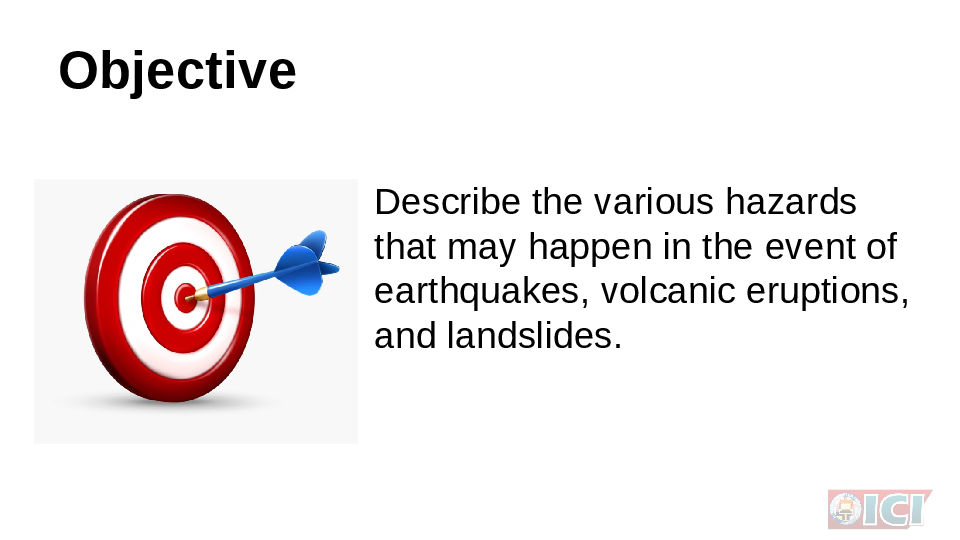 Objective
Describe the various hazards
that may happen in the event of
earthquakes, volcanic eruptions,
and landslides.
ICI